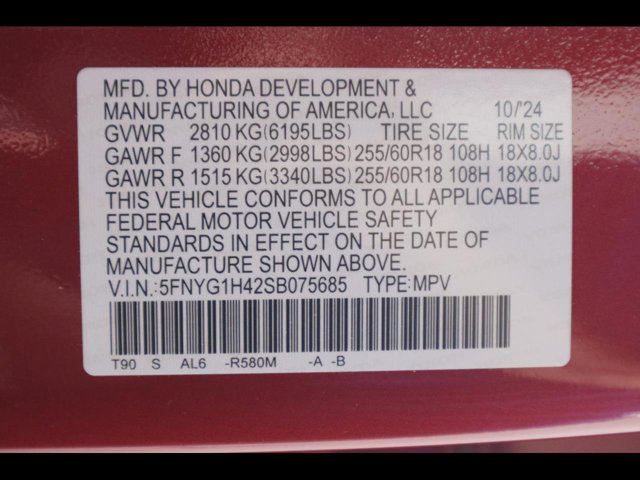 MFD. BY HONDA DEVELOPMENT &
MANUFACTURING OF AMERICA, LLC 10/'24
GVWR 2810 KG(6195LBS) TIRE SIZE RIM SIZE
GAWR F 1360 KG(2998LBS) 255/60R18 108H 18X8.0J
GAWR R 1515 KG(3340LBS) 255/60R18 108H 18X8.0J
THIS VEHICLE CONFORMS TO ALL APPLICABLE
FEDERAL MOTOR VEHICLE SAFETY
STANDARDS IN EFFECT ON THE DATE OF
MANUFACTURE SHOWN ABOVE.
V.I.N.:5FNYG1H42SB075685 TYPE:MPV
T90 S AL6 -R580M -A -B